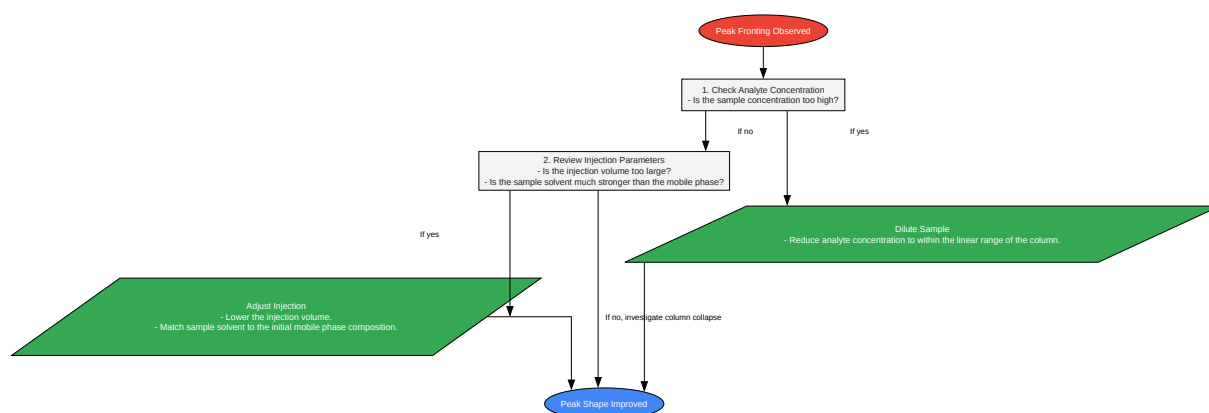 Peak Fronting Observed
1. Check Analyte Concentration
- Is the sample concentration too high?
If no
If yes
2. Review Injection Parameters
- Is the injection volume too large?
- Is the sample solvent much stronger than the mobile phase?
Dilute Sample
- Reduce analyte concentration to within the linear range of the column.
If yes
Adjust Injection
- Lower the injection volume.
- Match sample solvent to the initial mobile phase composition.
If no, investigate column collapse
Peak Shape Improved